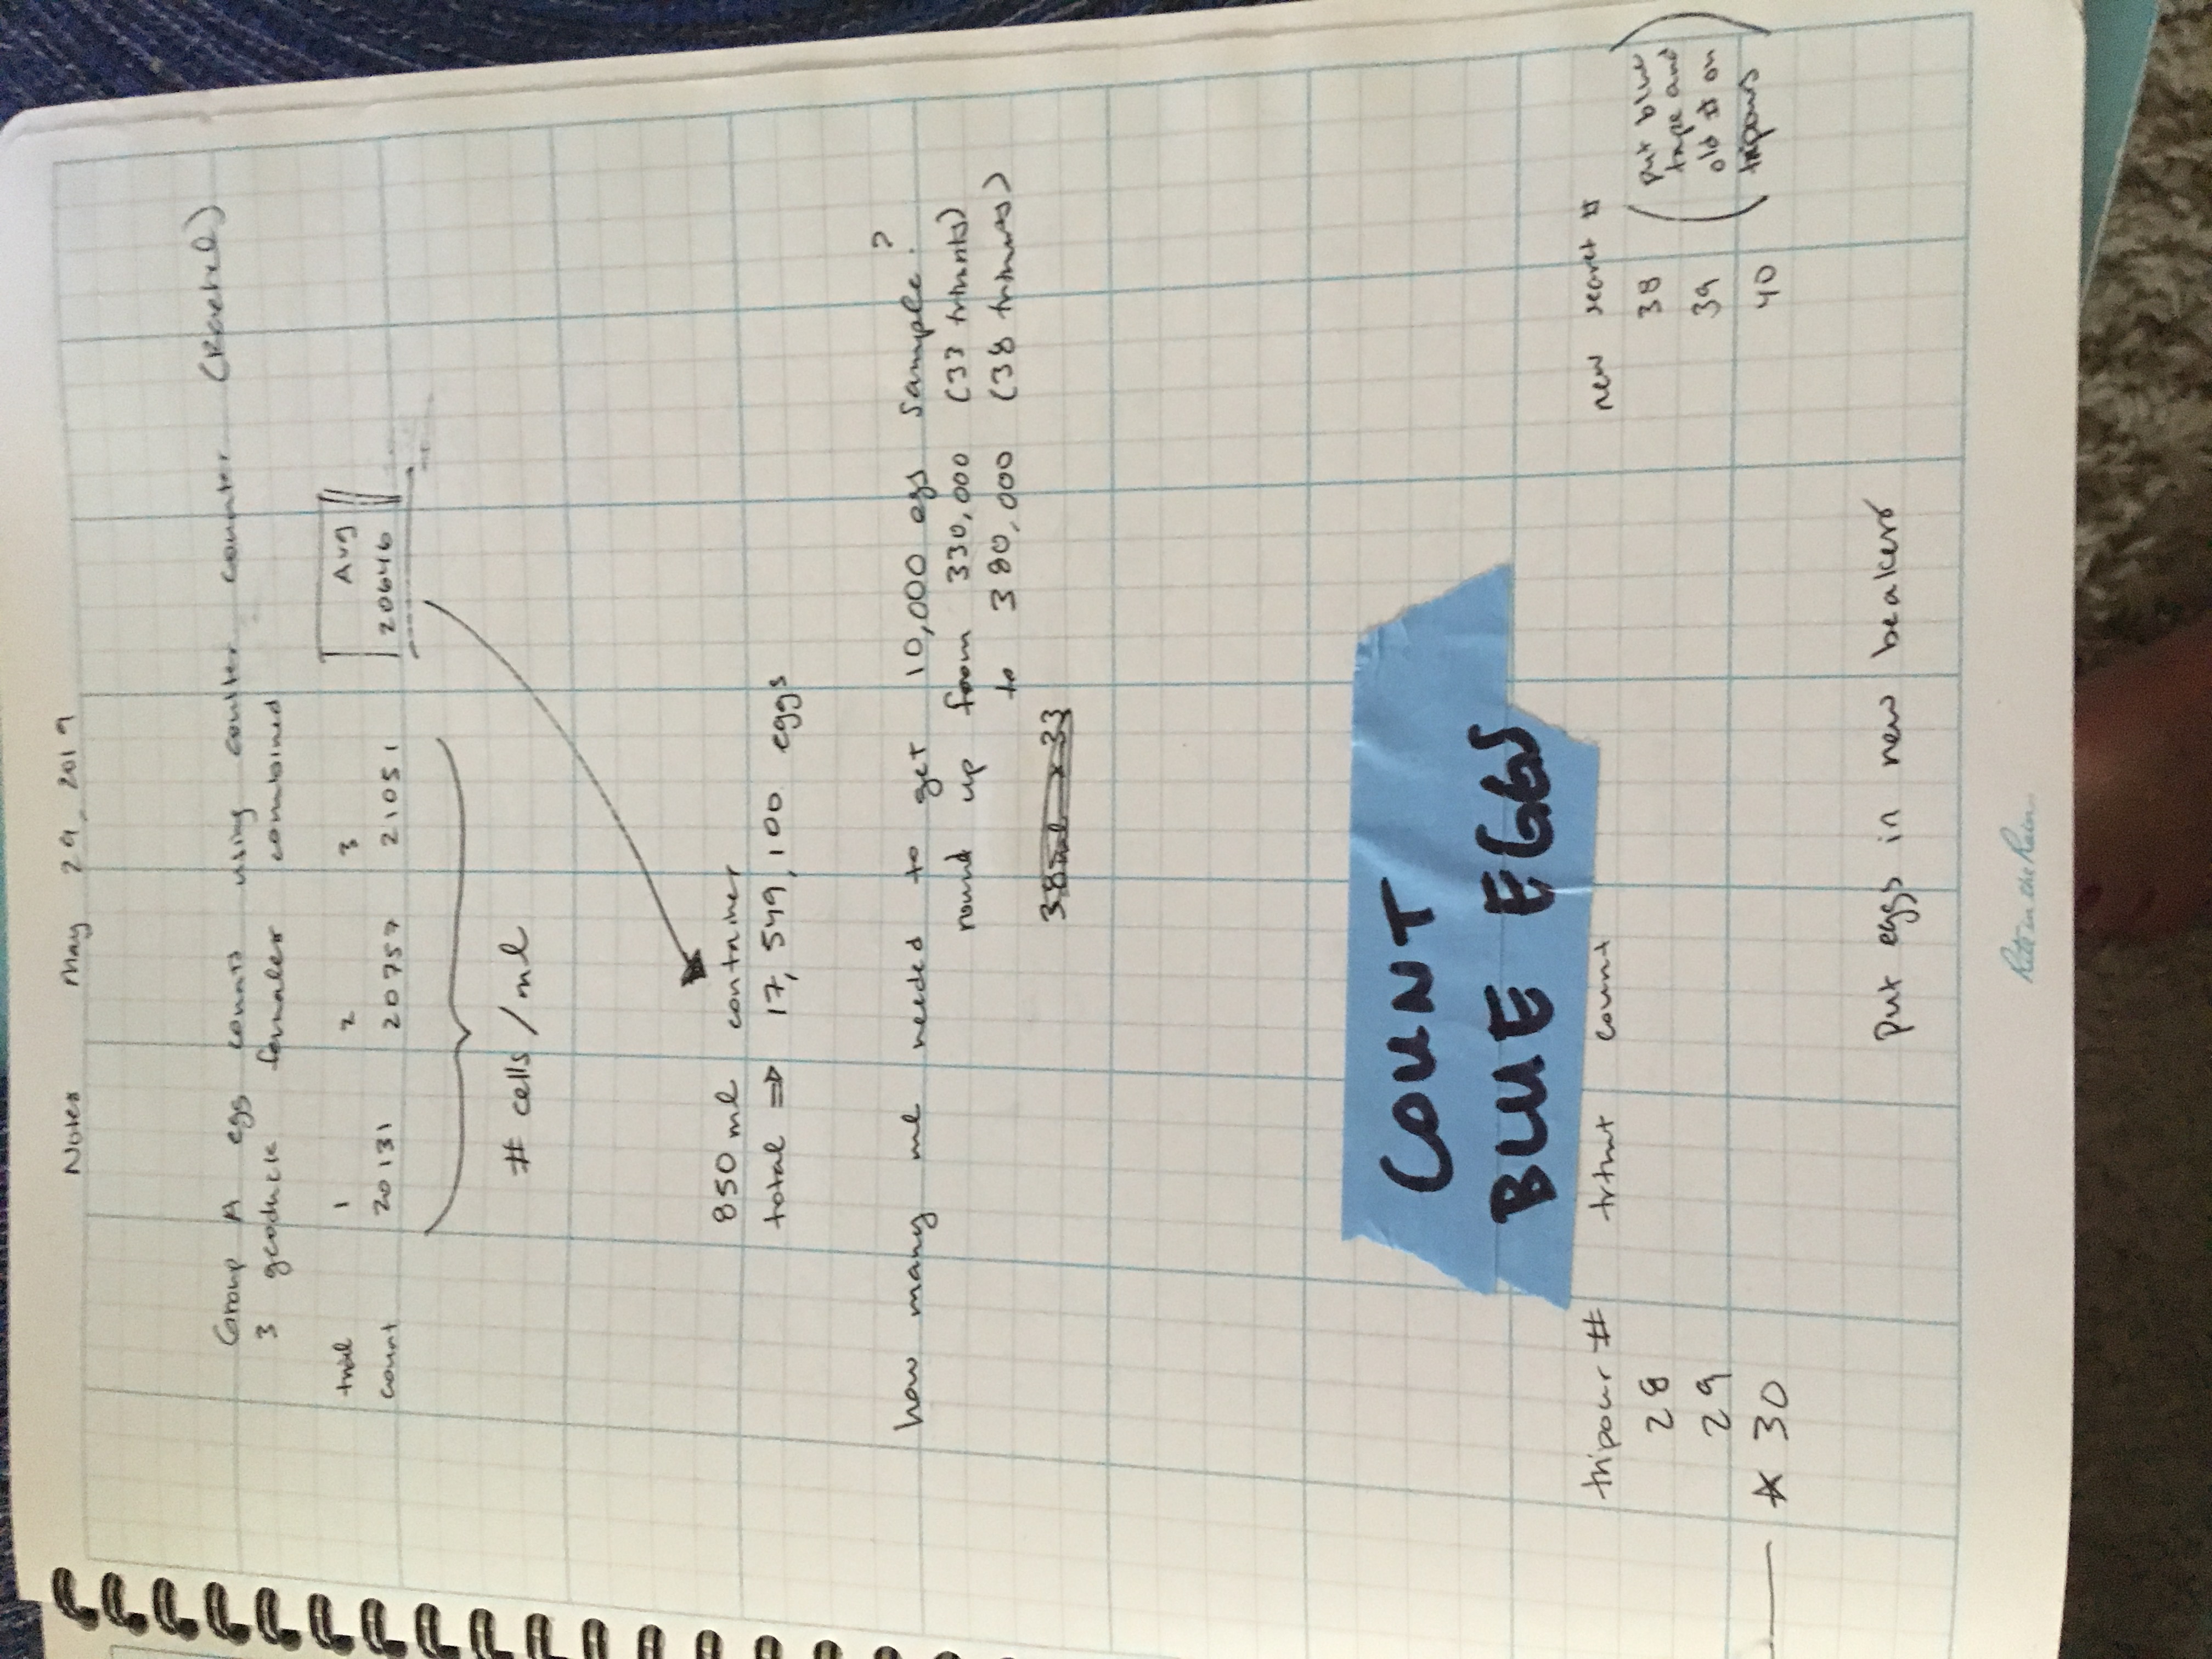 Notes May 29, 2019
Group A egg counts using coulter counter (Rachel)
3 geoduck females combined
trial 1 2 3 Avg
count 20131 20757 21051 20646
# cells / ml
850 ml container
total ⇒ 17,549,100 eggs
how many ml needed to get 10,000 egs sample?
round up from 330,000 (33 trtmnts)
to 380,000 (38 trtmnts)
38 ml x 33
COUNT
BLUE EGGS
tripour # trtmt count new secret #
28 38 (put blue
tape and
29 39 old # on
☆ 30 40 tripours)
Put eggs in new beakers
Rite in the Rain